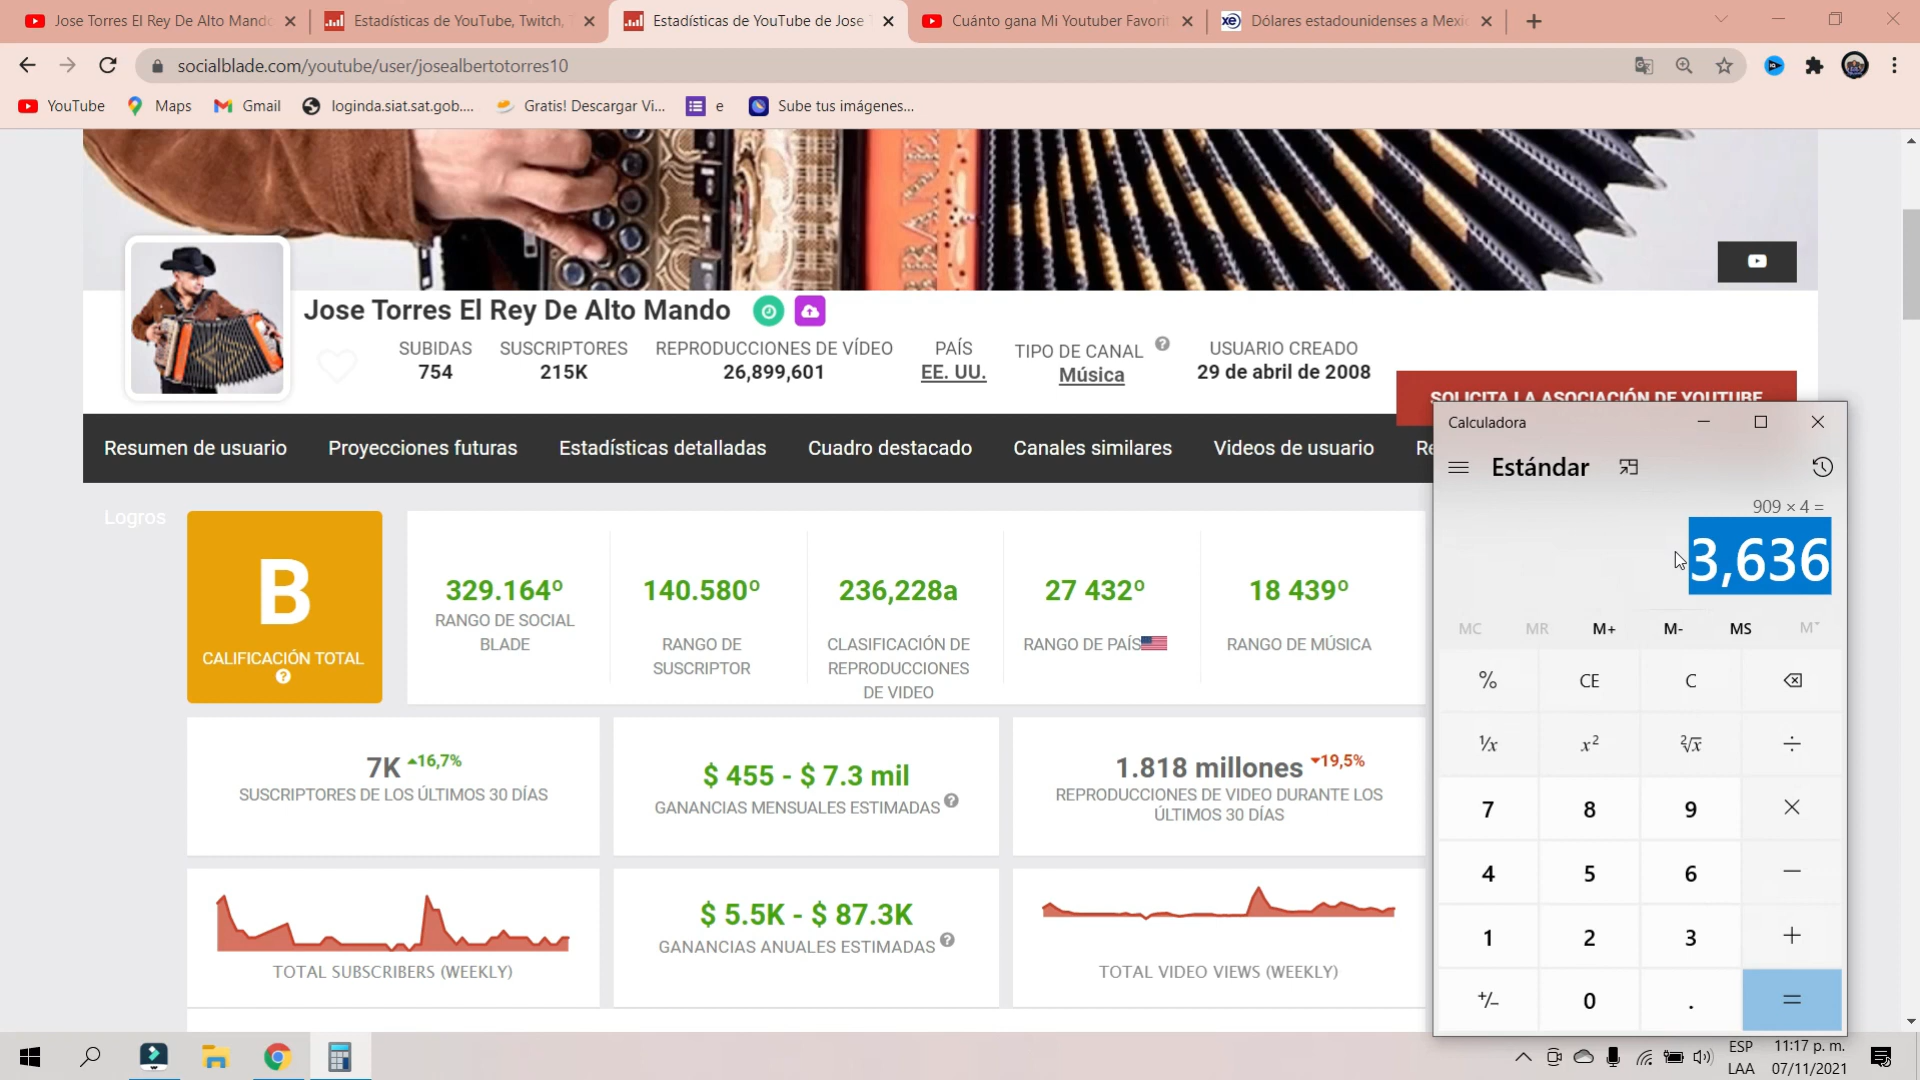 Jose Torres El Rey De Alto Mando
Estadísticas de YouTube, Twitch,
Estadísticas de YouTube de Jose
Cuánto gana Mi Youtuber Favori
Dólares estadounidenses a Mexi
socialblade.com/youtube/user/josealbertotorres10
YouTube
Maps
Gmail
loginda.siat.sat.gob....
Gratis! Descargar Vi...
e
Sube tus imágenes...
Jose Torres El Rey De Alto Mando
SUBIDAS
754
SUSCRIPTORES
215K
REPRODUCCIONES DE VÍDEO
26,899,601
PAÍS
EE. UU.
TIPO DE CANAL
Música
USUARIO CREADO
29 de abril de 2008
SOLICITA LA ASOCIACIÓN DE YOUTUBE
Resumen de usuario
Proyecciones futuras
Estadísticas detalladas
Cuadro destacado
Canales similares
Videos de usuario
Logros
B
CALIFICACIÓN TOTAL
329.164º
RANGO DE SOCIAL
BLADE
140.580º
RANGO DE
SUSCRIPTOR
236,228a
CLASIFICACIÓN DE
REPRODUCCIONES
DE VIDEO
27 432º
RANGO DE PAÍS
18 439º
RANGO DE MÚSICA
7K 16,7%
SUSCRIPTORES DE LOS ÚLTIMOS 30 DÍAS
$ 455 - $ 7.3 mil
GANANCIAS MENSUALES ESTIMADAS
1.818 millones 19,5%
REPRODUCCIONES DE VIDEO DURANTE LOS
ÚLTIMOS 30 DÍAS
TOTAL SUBSCRIBERS (WEEKLY)
$ 5.5K - $ 87.3K
GANANCIAS ANUALES ESTIMADAS
TOTAL VIDEO VIEWS (WEEKLY)
Calculadora
Estándar
909 × 4 =
3,636
MC MR M+ M- MS M
% CE C
¹/x x² ²√x ÷
7 8 9 ×
4 5 6 −
1 2 3 +
+/− 0 . =
ESP
LAA
11:17 p. m.
07/11/2021